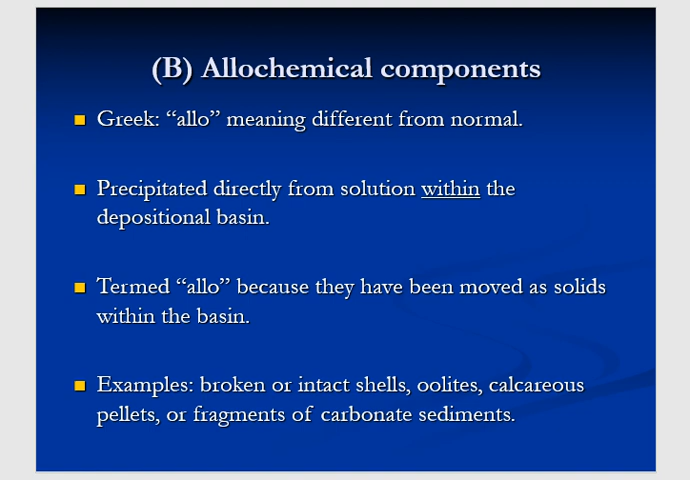 (B) Allochemical components
Greek: “allo” meaning different from normal.
Precipitated directly from solution within the
depositional basin.
Termed “allo” because they have been moved as solids
within the basin.
Examples: broken or intact shells, oolites, calcareous
pellets, or fragments of carbonate sediments.